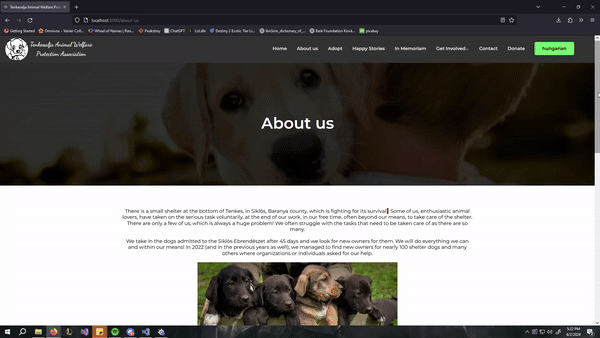 Tenkesalja Animal Welfare Pr
localhost:3000/about-us
Getting Started
Omnivox - Vanier Coll...
Wheel of Names | Ran...
Peakstiny
ChatGPT
LoLalle
Destiny 2 Exotic Tier Li...
pixabay
Tenkesalja Animal Welfare
Protection Association
Home
About us
Adopt
Happy Stories
In Memoriam
Get Involved
Contact
Donate
hungarian
About us
There is a small shelter at the bottom of Tenkes, in Siklós, Baranya county, which is fighting for its survival! Some of us, enthusiastic animal
lovers, have taken on the serious task voluntarily, at the end of our work, in our free time, often beyond our means, to take care of the shelter.
There are only a few of us, which is always a huge problem! We often struggle with the tasks that need to be taken care of as there are so
many.
We take in the dogs admitted to the Siklós Ebrendészet after 45 days and we look for new owners for them. We will do everything we can
and within our means! In 2022 (and in the previous years as well), we managed to find new owners for nearly 100 shelter dogs and many
others where organizations or individuals asked for our help.
5:22 PM
6/2/2024